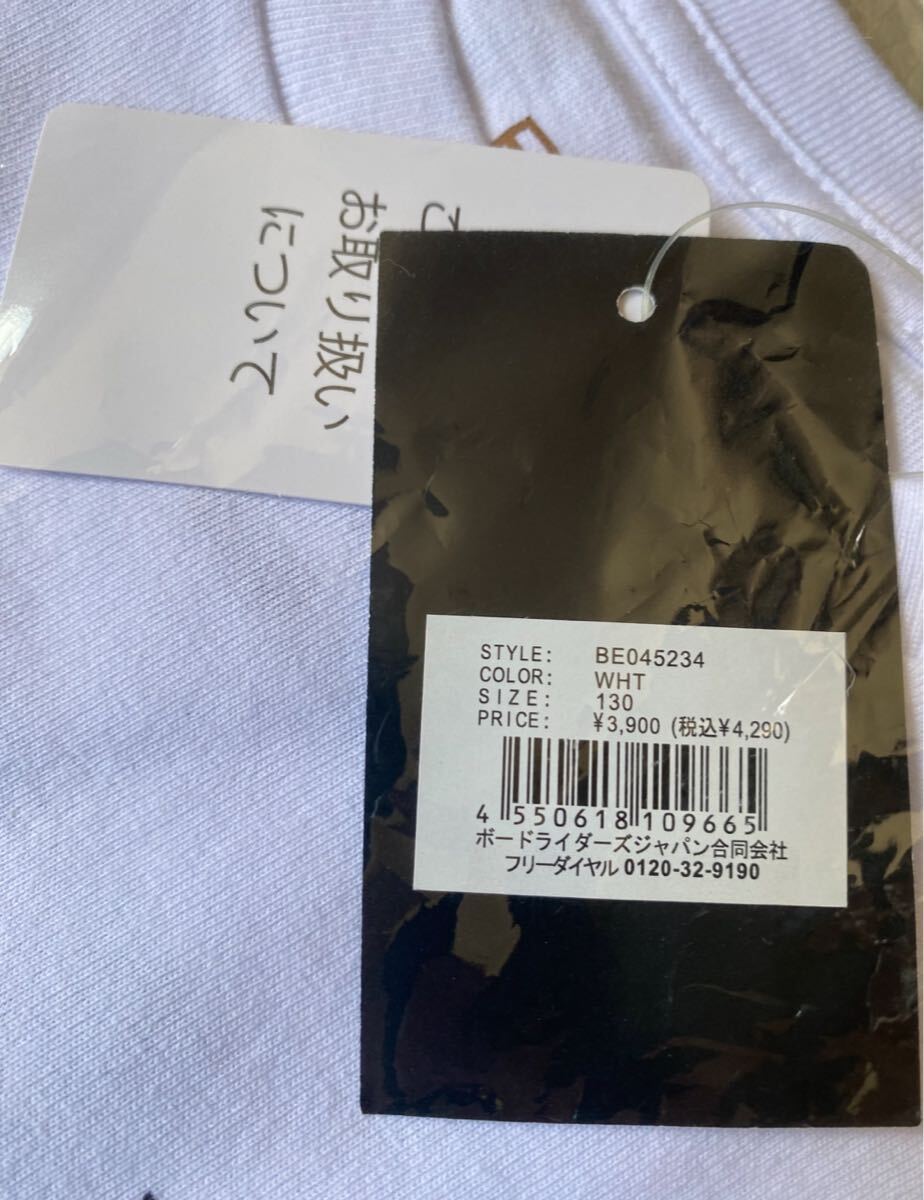 お取り扱い
について
STYLE: BE045234
COLOR: WHT
SIZE: 130
PRICE: ¥3,900 (税込¥4,290)
4 550618 109665
ボードライダーズジャパン合同会社
フリーダイヤル 0120-32-9190